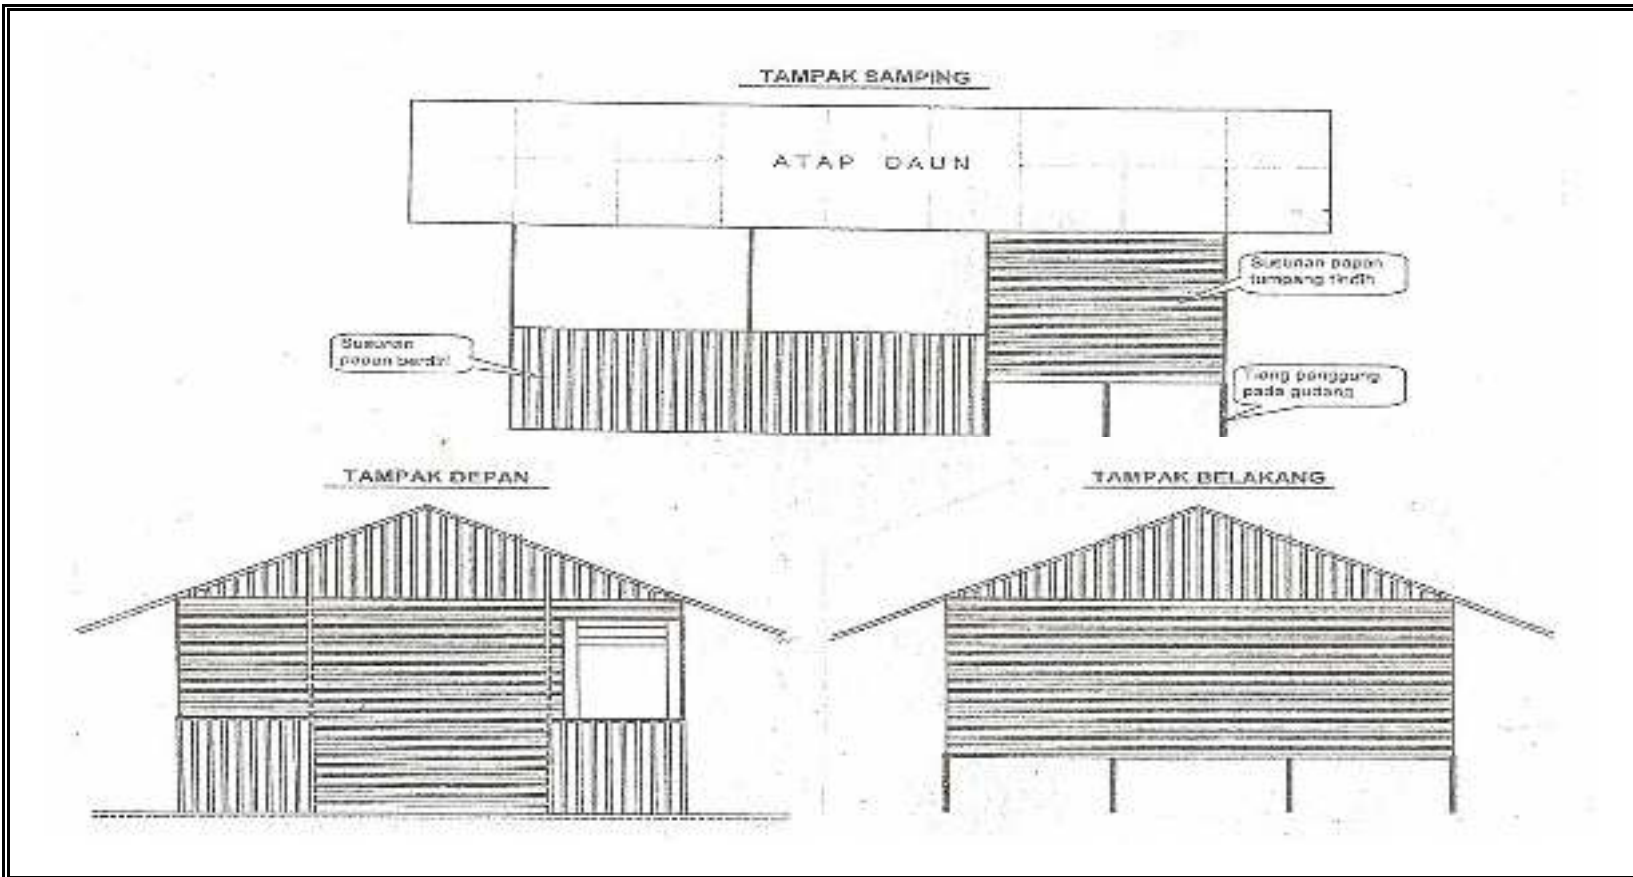 TAMPAK SAMPING
ATAP DAUN
Susunan papan
tumpang tindih
Susunan
papan berdiri
Tiang panggung
pada gudang
TAMPAK DEPAN
TAMPAK BELAKANG